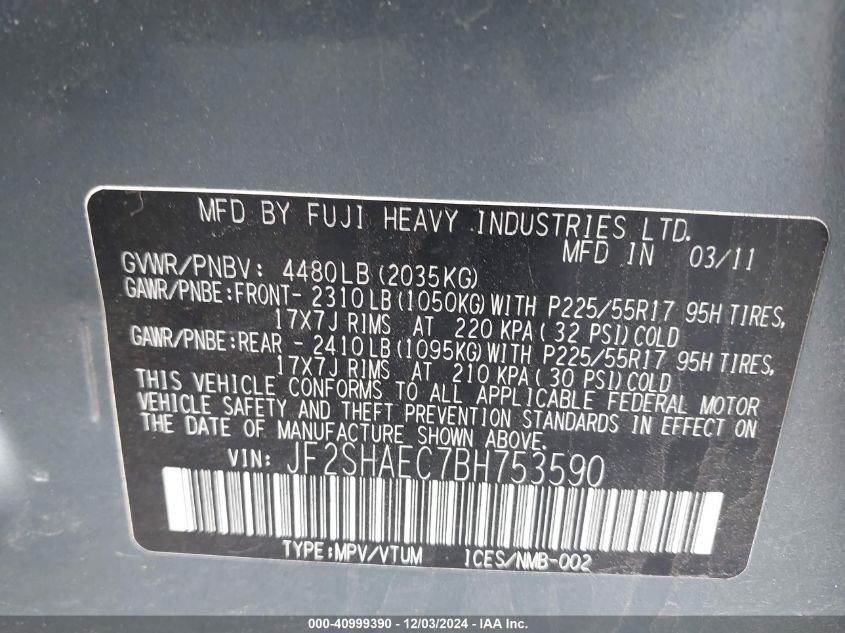 MFD BY FUJI HEAVY INDUSTRIES LTD.
MFD IN 03/11
GVWR/PNBV: 4480LB(2035KG)
GAWR/PNBE:FRONT- 2310LB(1050KG)WITH P225/55R17 95H TIRES,
17X7J RIMS AT 220 KPA( 32 PSI)COLD
GAWR/PNBE:REAR - 2410LB(1095KG)WITH P225/55R17 95H TIRES,
17X7J RIMS AT 210 KPA( 30 PSI)COLD
THIS VEHICLE CONFORMS TO ALL APPLICABLE FEDERAL MOTOR
VEHICLE SAFETY AND THEFT PREVENTION STANDARDS IN EFFECT ON
THE DATE OF MANUFACTURE SHOWN ABOVE.
VIN: JF2SHAEC7BH753590
TYPE:MPV/VTUM ICES/NMB-002
000-40999390 - 12/03/2024 - IAA Inc.